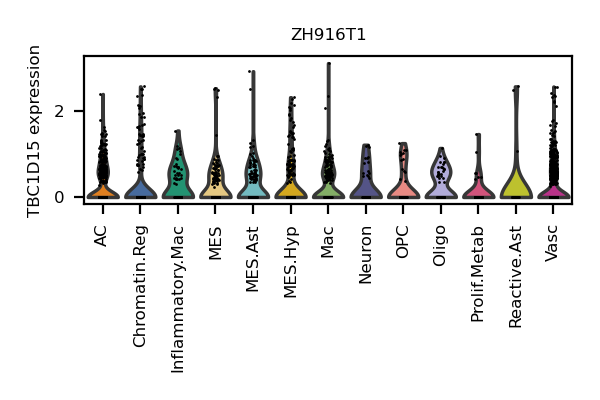 ZH916T1
TBC1D15 expression
2
0
AC
Chromatin.Reg
Inflammatory.Mac
MES
MES.Ast
MES.Hyp
Mac
Neuron
OPC
Oligo
Prolif.Metab
Reactive.Ast
Vasc